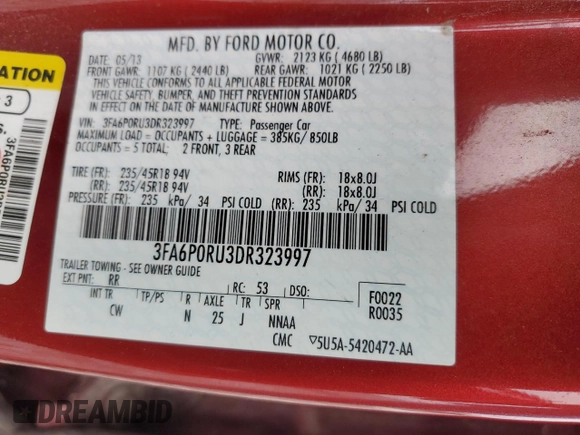 MFD. BY FORD MOTOR CO.
DATE: 05/13 GVWR: 2123 KG ( 4680 LB)
FRONT GAWR: 1107 KG ( 2440 LB) REAR GAWR: 1021 KG ( 2250 LB)
THIS VEHICLE CONFORMS TO ALL APPLICABLE FEDERAL MOTOR
VEHICLE SAFETY, BUMPER, AND THEFT PREVENTION STANDARDS
IN EFFECT ON THE DATE OF MANUFACTURE SHOWN ABOVE.
VIN: 3FA6P0RU3DR323997 TYPE: Passenger Car
MAXIMUM LOAD = OCCUPANTS + LUGGAGE = 385KG/ 850LB
OCCUPANTS = 5 TOTAL; 2 FRONT, 3 REAR
TIRE (FR): 235/45R18 94V RIMS (FR): 18x8.0J
(RR): 235/45R18 94V (RR): 18x8.0J
PRESSURE (FR): 235 kPa/ 34 PSI COLD (RR): 235 kPa/ 34 PSI COLD
3FA6P0RU3DR323997
TRAILER TOWING - SEE OWNER GUIDE
EXT PNT: RR RC: 53 DSO: F0022
R0035
INT TR TP/PS R AXLE TR SPR
CW N 25 J NNAA
CMC ▽5U5A-5420472-AA
ATION
3
DREAMBID